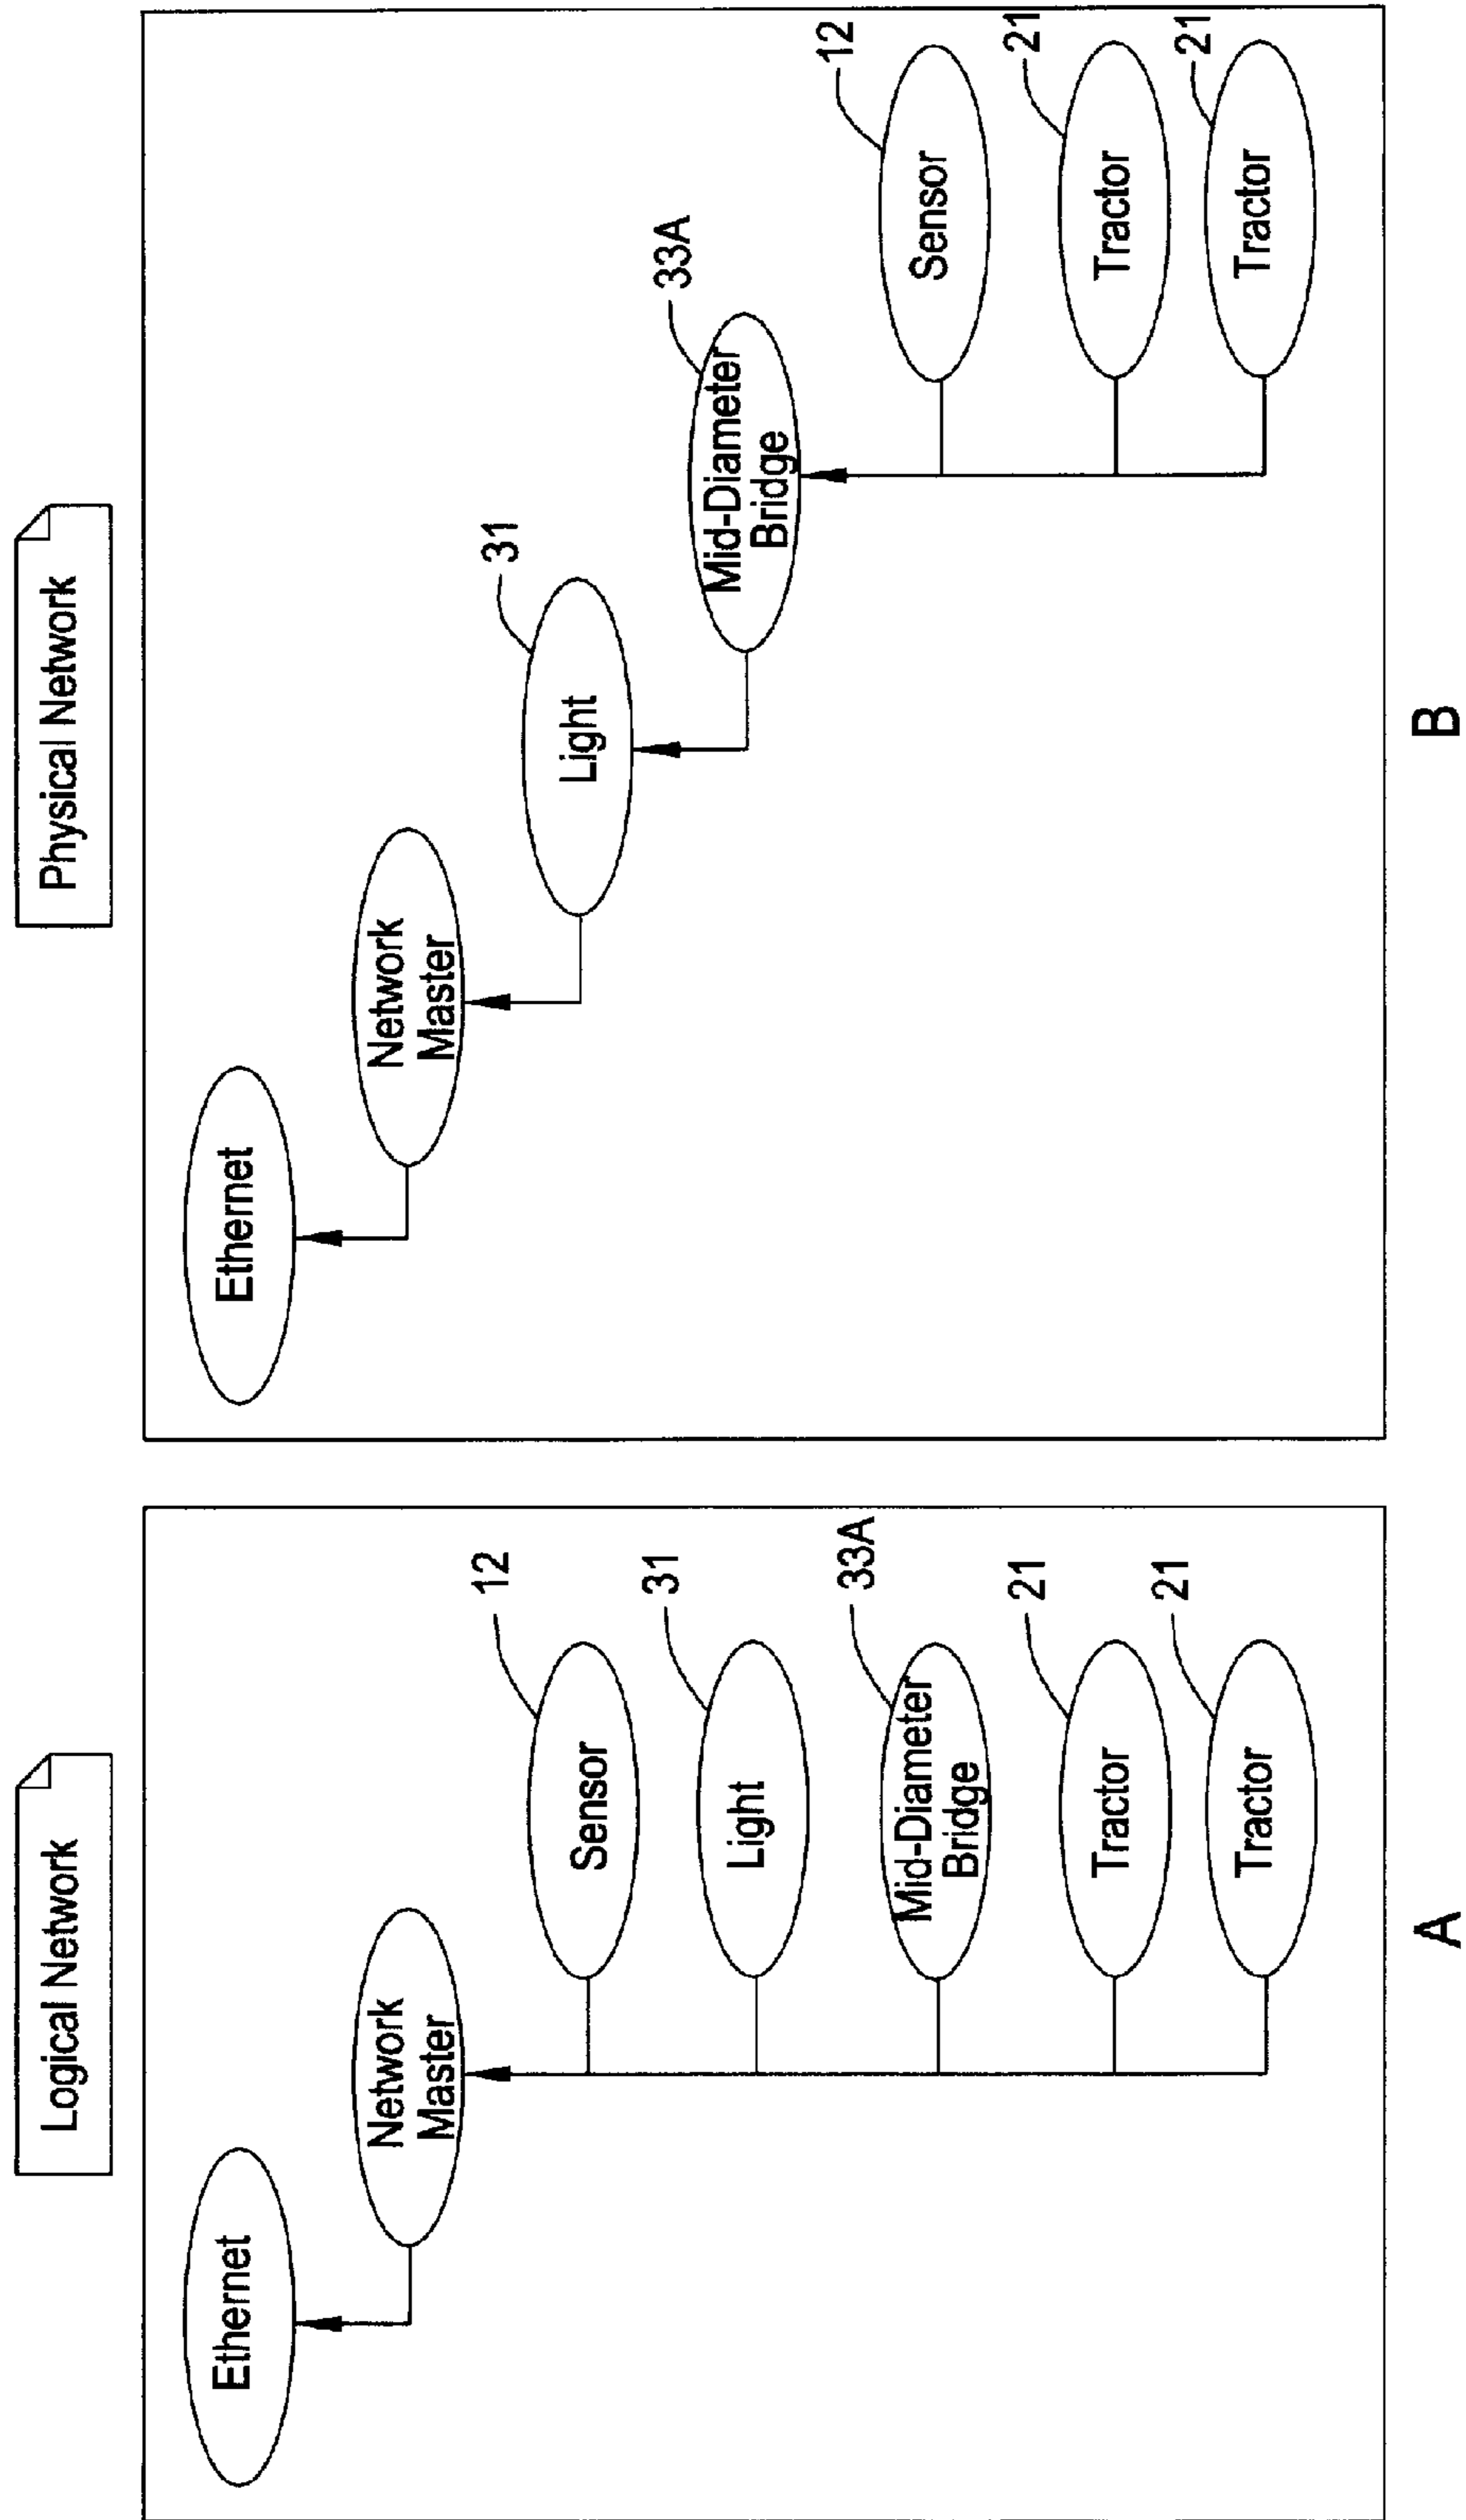 Logical Network
Ethernet
Network
Master
Sensor
12
Light
31
Mid-Diameter
Bridge
33A
Tractor
21
Tractor
21
A
Physical Network
Ethernet
Network
Master
Light
31
Mid-Diameter
Bridge
33A
Sensor
12
Tractor
21
Tractor
21
B